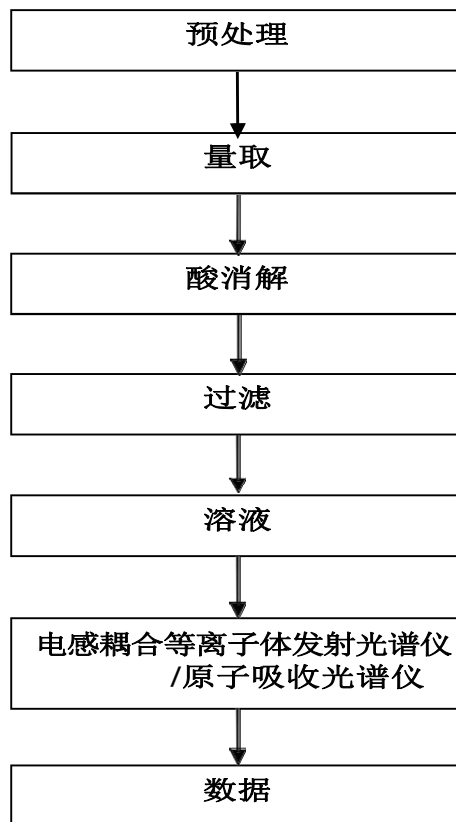 预处理
量取
酸消解
过滤
溶液
电感耦合等离子体发射光谱仪
/原子吸收光谱仪
数据